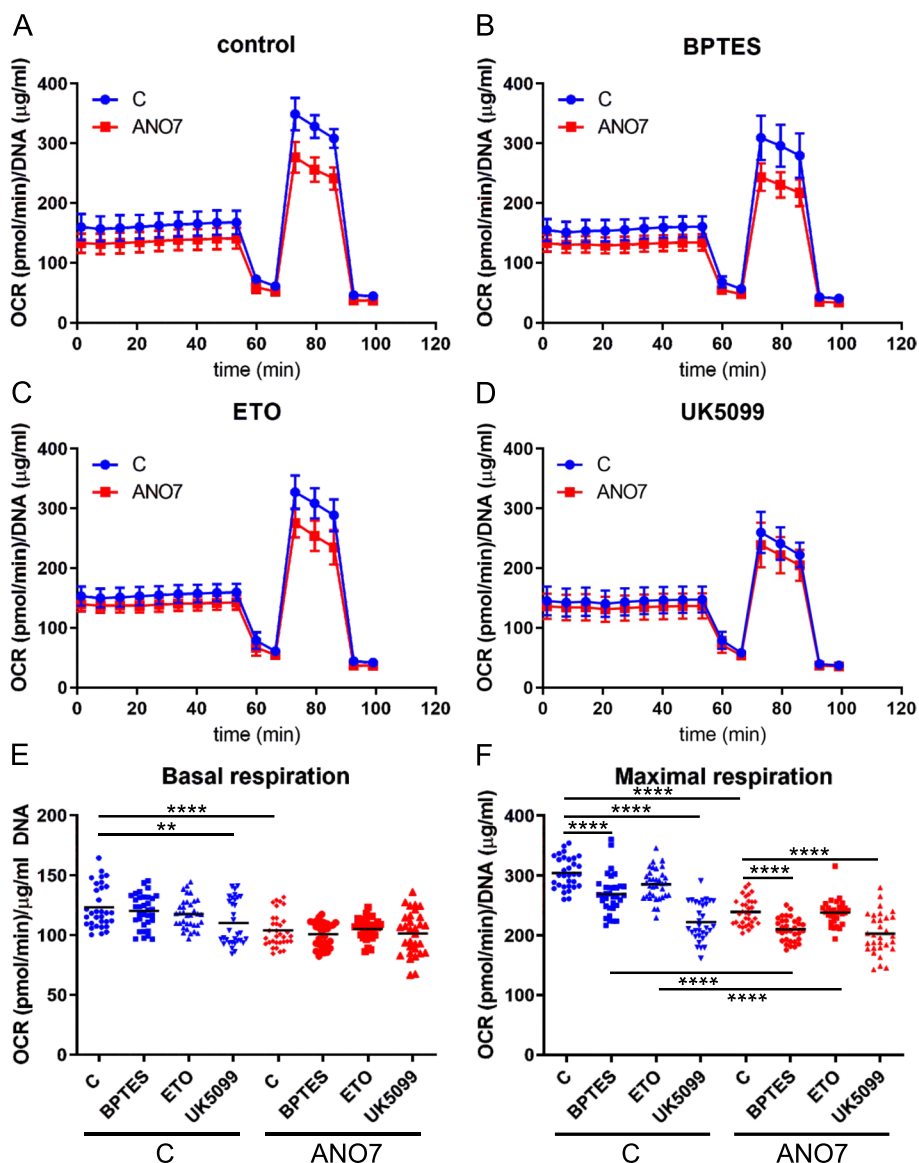 A
control
OCR (pmol/min)/DNA (µg/ml)
400
300
200
100
0
C
ANO7
0 20 40 60 80 100 120
time (min)
B
BPTES
OCR (pmol/min)/DNA (µg/ml)
400
300
200
100
0
C
ANO7
0 20 40 60 80 100 120
time (min)
C
ETO
OCR (pmol/min)/DNA (µg/ml)
400
300
200
100
0
C
ANO7
0 20 40 60 80 100 120
time (min)
D
UK5099
OCR (pmol/min)/DNA (µg/ml)
400
300
200
100
0
C
ANO7
0 20 40 60 80 100 120
time (min)
E
Basal respiration
OCR (pmol/min)/µg/ml DNA
200
150
100
50
0
****
**
C BPTES ETO UK5099 C BPTES ETO UK5099
C ANO7
F
Maximal respiration
OCR (pmol/min)/DNA (µg/ml)
400
300
200
100
0
****
****
****
****
****
****
****
C BPTES ETO UK5099 C BPTES ETO UK5099
C ANO7